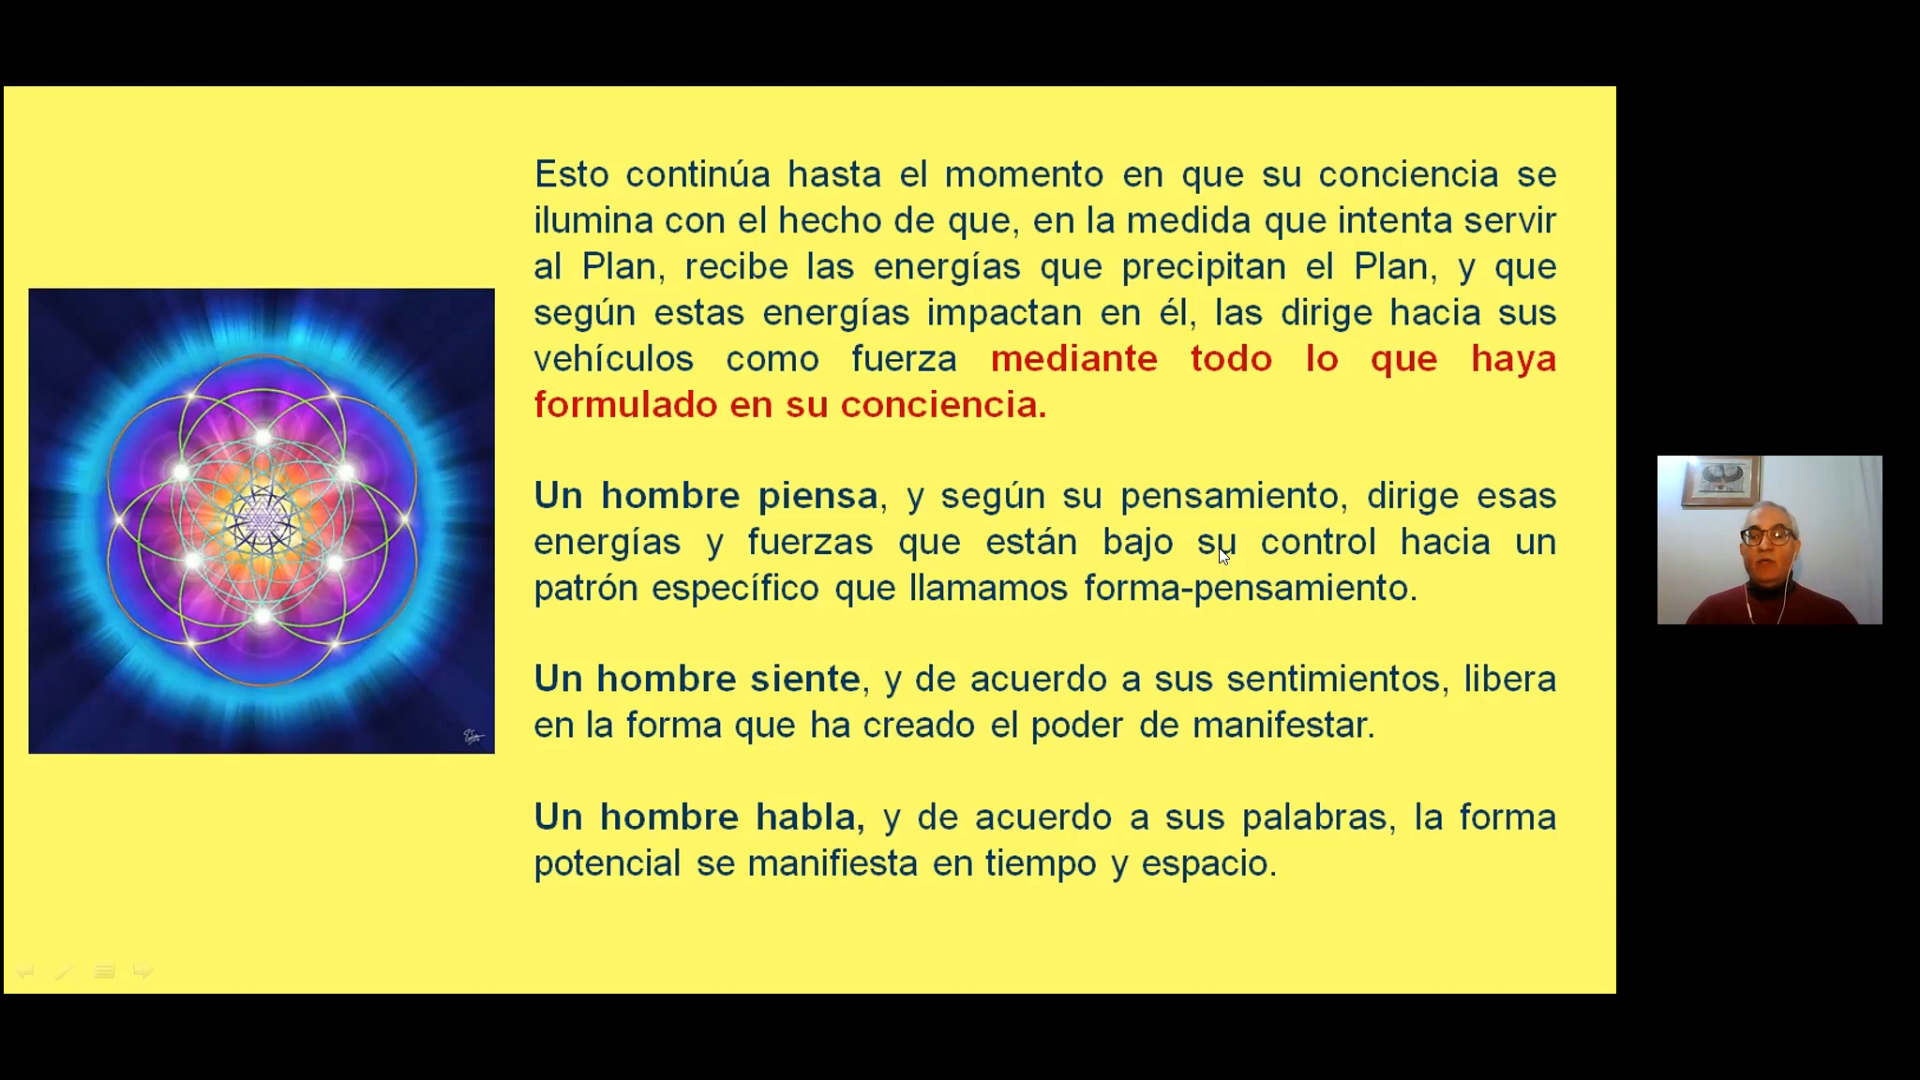 Esto continúa hasta el momento en que su conciencia se
ilumina con el hecho de que, en la medida que intenta servir
al Plan, recibe las energías que precipitan el Plan, y que
según estas energías impactan en él, las dirige hacia sus
vehículos como fuerza mediante todo lo que haya
formulado en su conciencia.
Un hombre piensa, y según su pensamiento, dirige esas
energías y fuerzas que están bajo su control hacia un
patrón específico que llamamos forma-pensamiento.
Un hombre siente, y de acuerdo a sus sentimientos, libera
en la forma que ha creado el poder de manifestar.
Un hombre habla, y de acuerdo a sus palabras, la forma
potencial se manifiesta en tiempo y espacio.